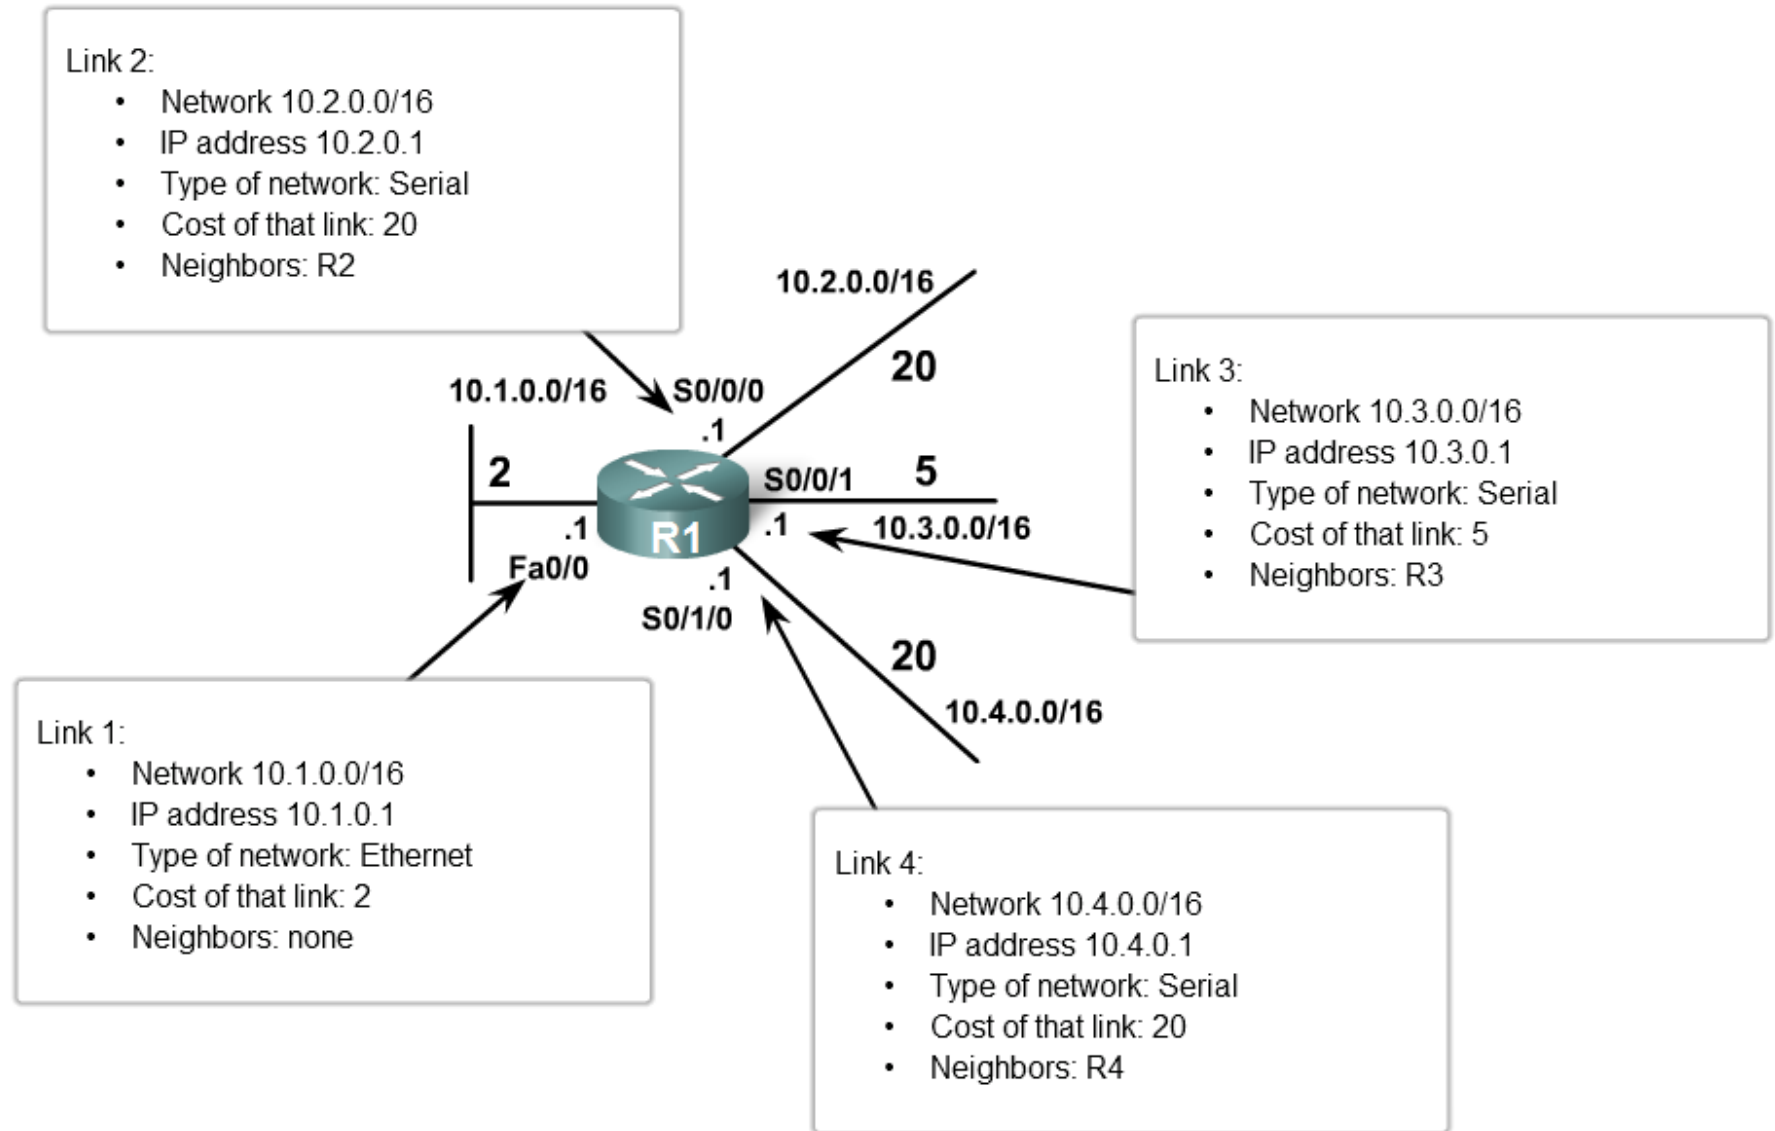 Link 2:
• Network 10.2.0.0/16
• IP address 10.2.0.1
• Type of network: Serial
• Cost of that link: 20
• Neighbors: R2
10.2.0.0/16
20
10.1.0.0/16
S0/0/0
.1
2
S0/0/1
5
.1
R1
.1
10.3.0.0/16
Fa0/0
.1
S0/1/0
20
10.4.0.0/16
Link 3:
• Network 10.3.0.0/16
• IP address 10.3.0.1
• Type of network: Serial
• Cost of that link: 5
• Neighbors: R3
Link 1:
• Network 10.1.0.0/16
• IP address 10.1.0.1
• Type of network: Ethernet
• Cost of that link: 2
• Neighbors: none
Link 4:
• Network 10.4.0.0/16
• IP address 10.4.0.1
• Type of network: Serial
• Cost of that link: 20
• Neighbors: R4